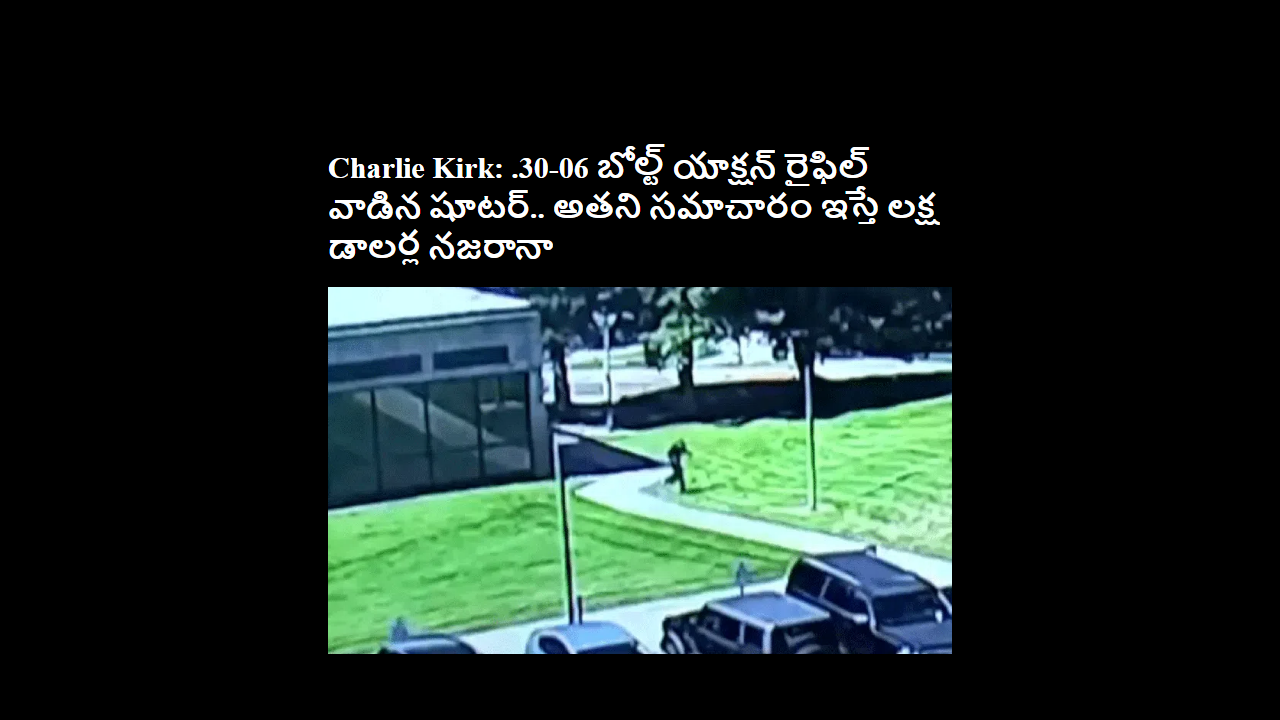 Charlie Kirk: .30-06 బోల్ట్ యాక్షన్ రైఫిల్
వాడిన షూటర్.. అతని సమాచారం ఇస్తే లక్ష
డాలర్ల నజరానా